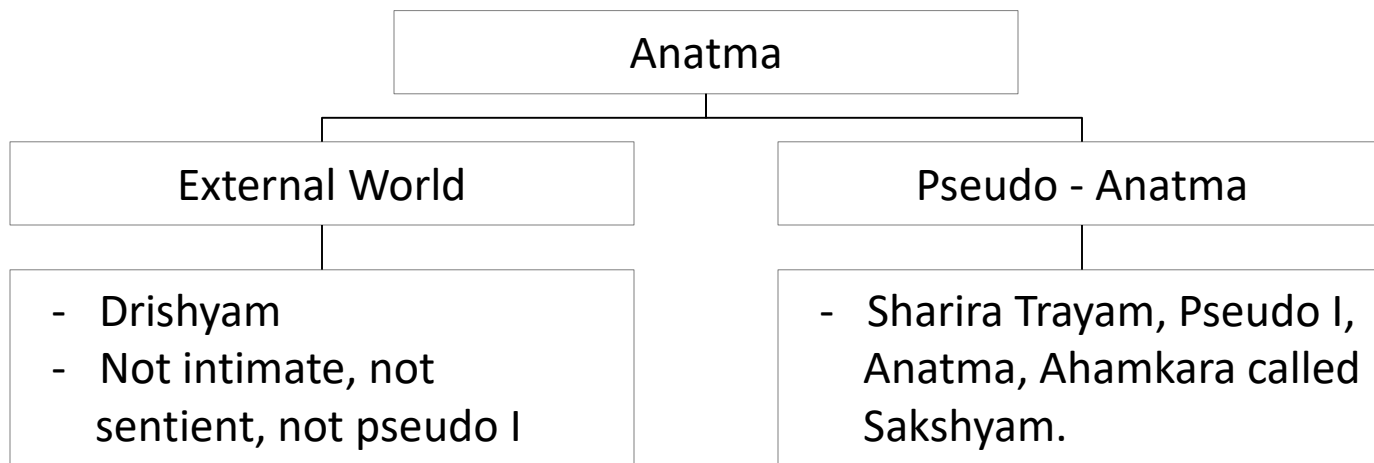 Anatma
External World
Pseudo - Anatma
- Drishyam
- Not intimate, not
sentient, not pseudo I
- Sharira Trayam, Pseudo I,
Anatma, Ahamkara called
Sakshyam.